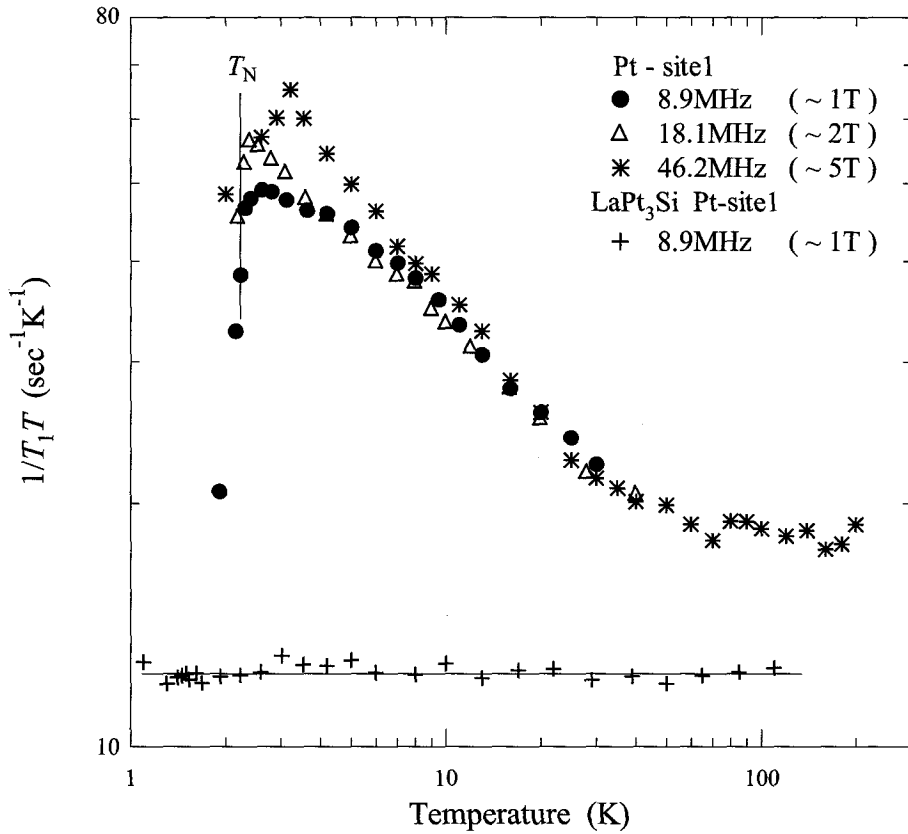 80
T_N
Pt - site1
● 8.9MHz ( ~ 1T )
△ 18.1MHz ( ~ 2T )
✳ 46.2MHz ( ~ 5T )
LaPt₃Si Pt-site1
+ 8.9MHz ( ~ 1T )
1/T₁T (sec⁻¹K⁻¹)
10
1 10 100
Temperature (K)